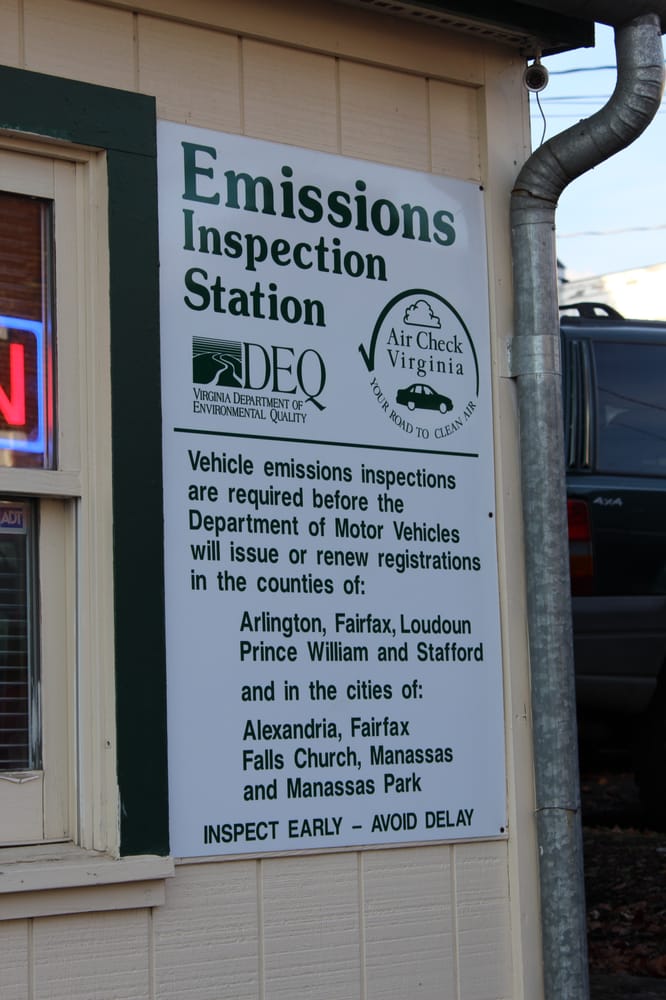 Emissions
Inspection
Station
DEQ
VIRGINIA DEPARTMENT OF
ENVIRONMENTAL QUALITY
Air Check
Virginia
YOUR ROAD TO CLEAN AIR
Vehicle emissions inspections
are required before the
Department of Motor Vehicles
will issue or renew registrations
in the counties of:
Arlington, Fairfax, Loudoun
Prince William and Stafford
and in the cities of:
Alexandria, Fairfax
Falls Church, Manassas
and Manassas Park
INSPECT EARLY – AVOID DELAY
N
ADT
4x4